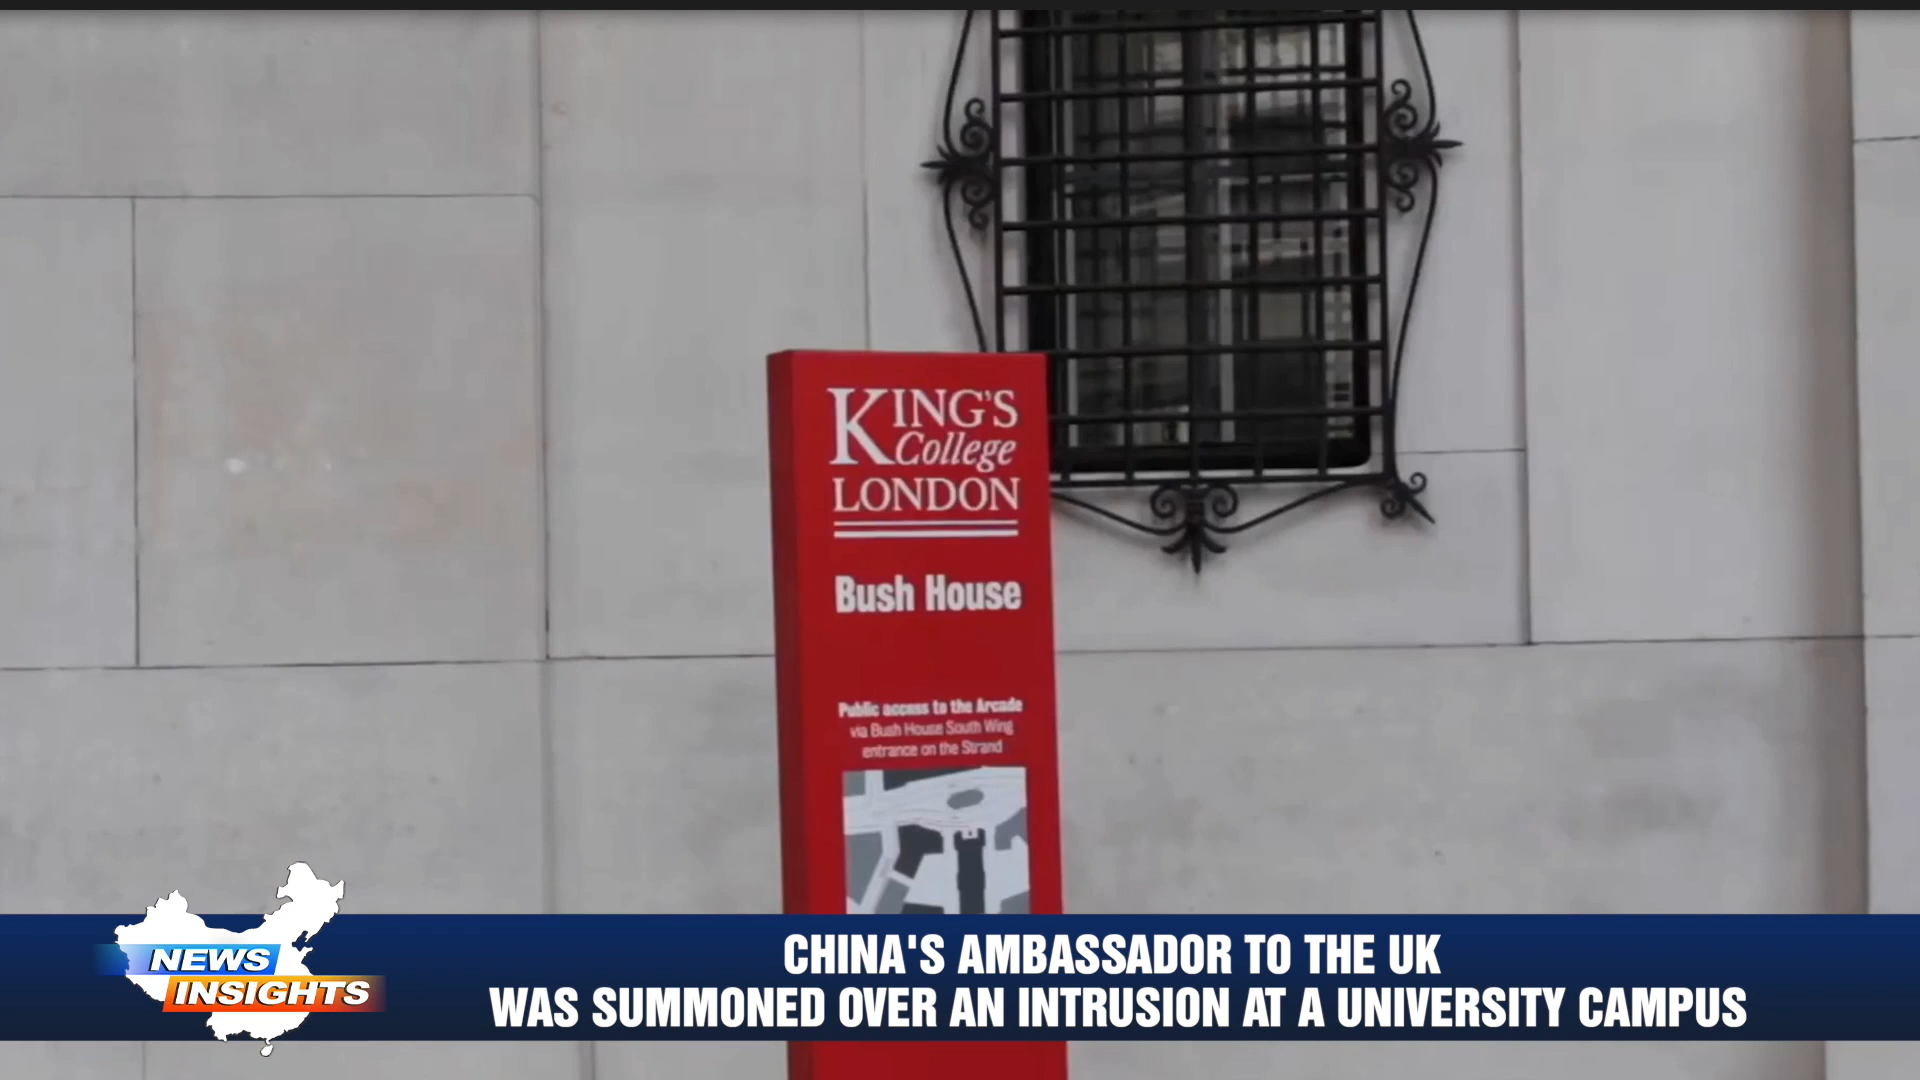 KING'S
College
LONDON
Bush House
Public access to the Arcade
via Bush House South Wing
entrance on the Strand
NEWS
INSIGHTS
CHINA'S AMBASSADOR TO THE UK
WAS SUMMONED OVER AN INTRUSION AT A UNIVERSITY CAMPUS